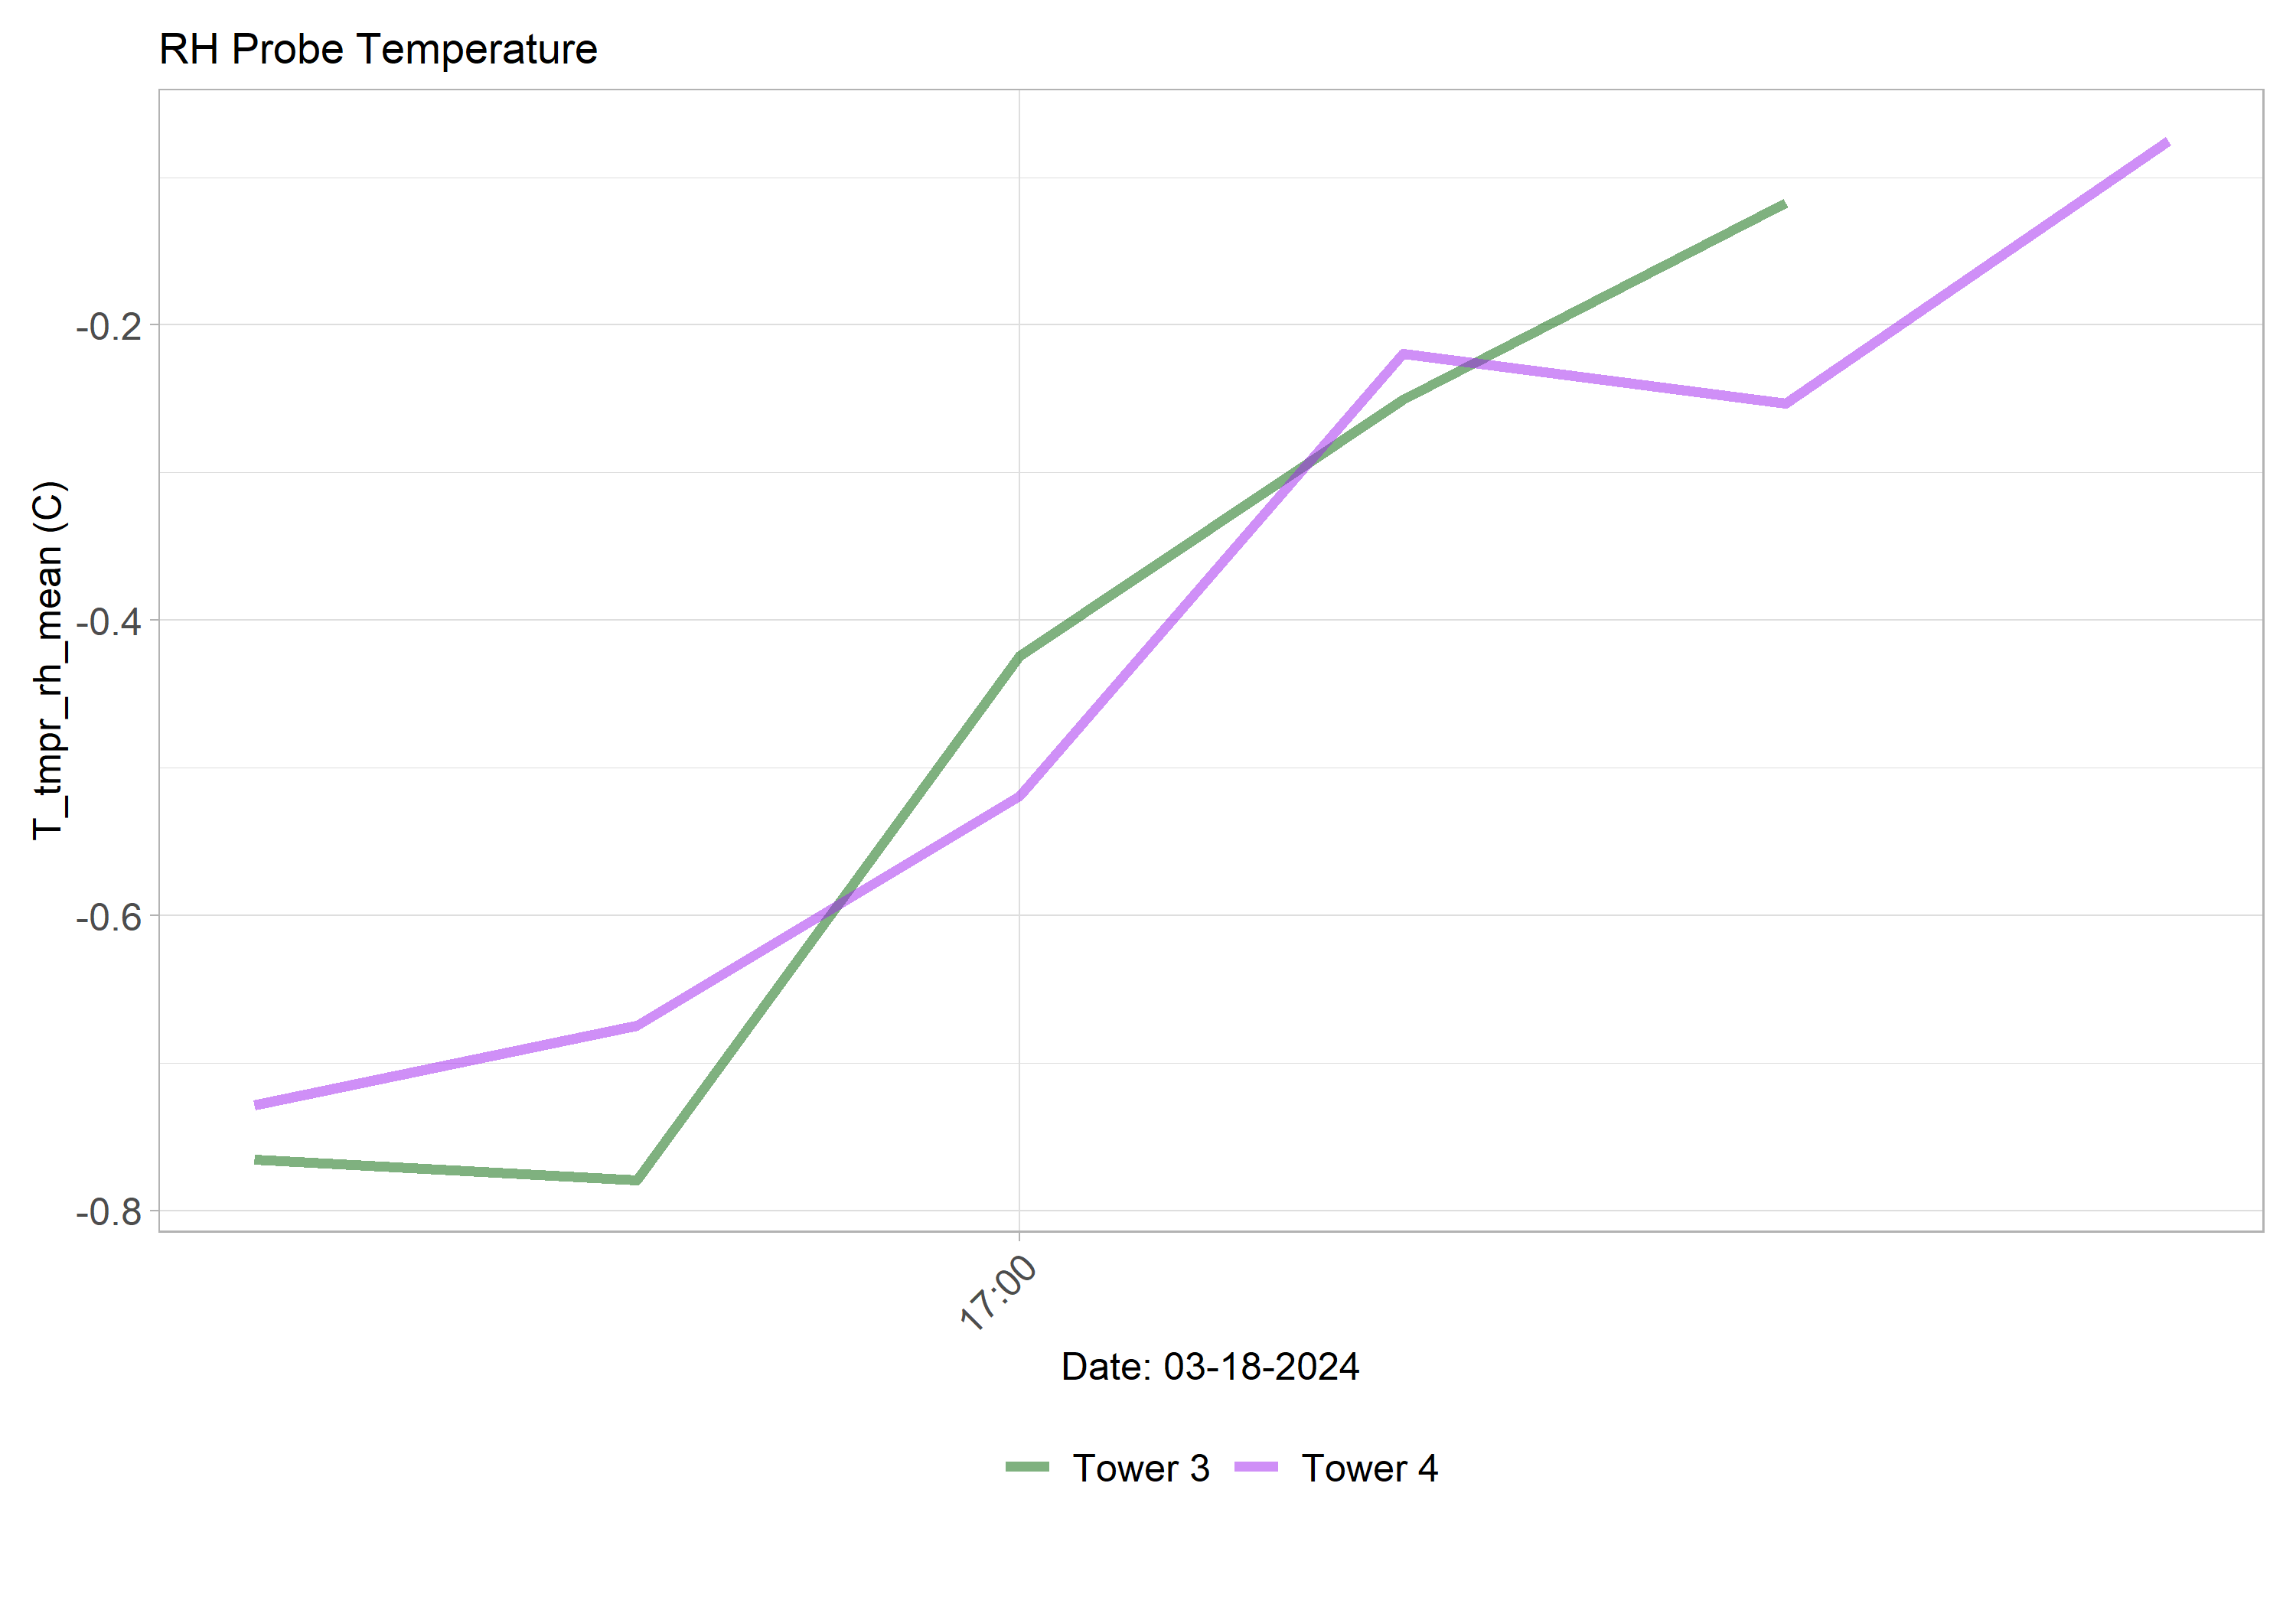 RH Probe Temperature
T_tmpr_rh_mean (C)
-0.2
-0.4
-0.6
-0.8
17:00
Date: 03-18-2024
Tower 3 Tower 4